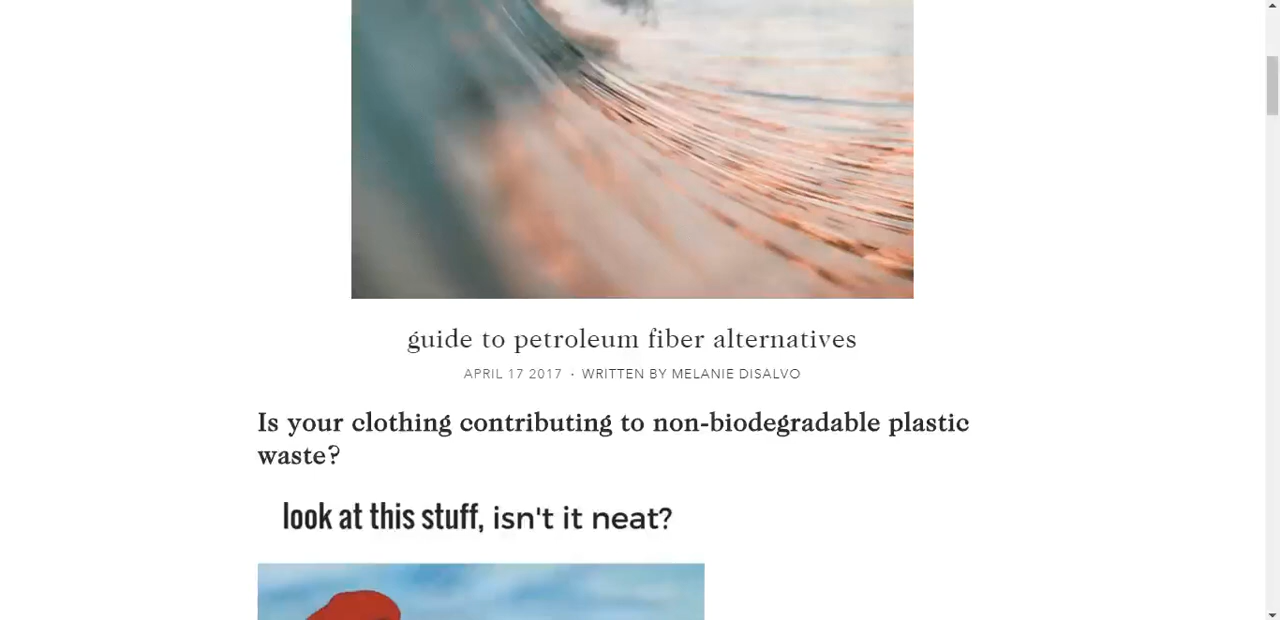 guide to petroleum fiber alternatives
APRIL 17 2017 · WRITTEN BY MELANIE DISALVO
Is your clothing contributing to non-biodegradable plastic
waste?
look at this stuff, isn't it neat?